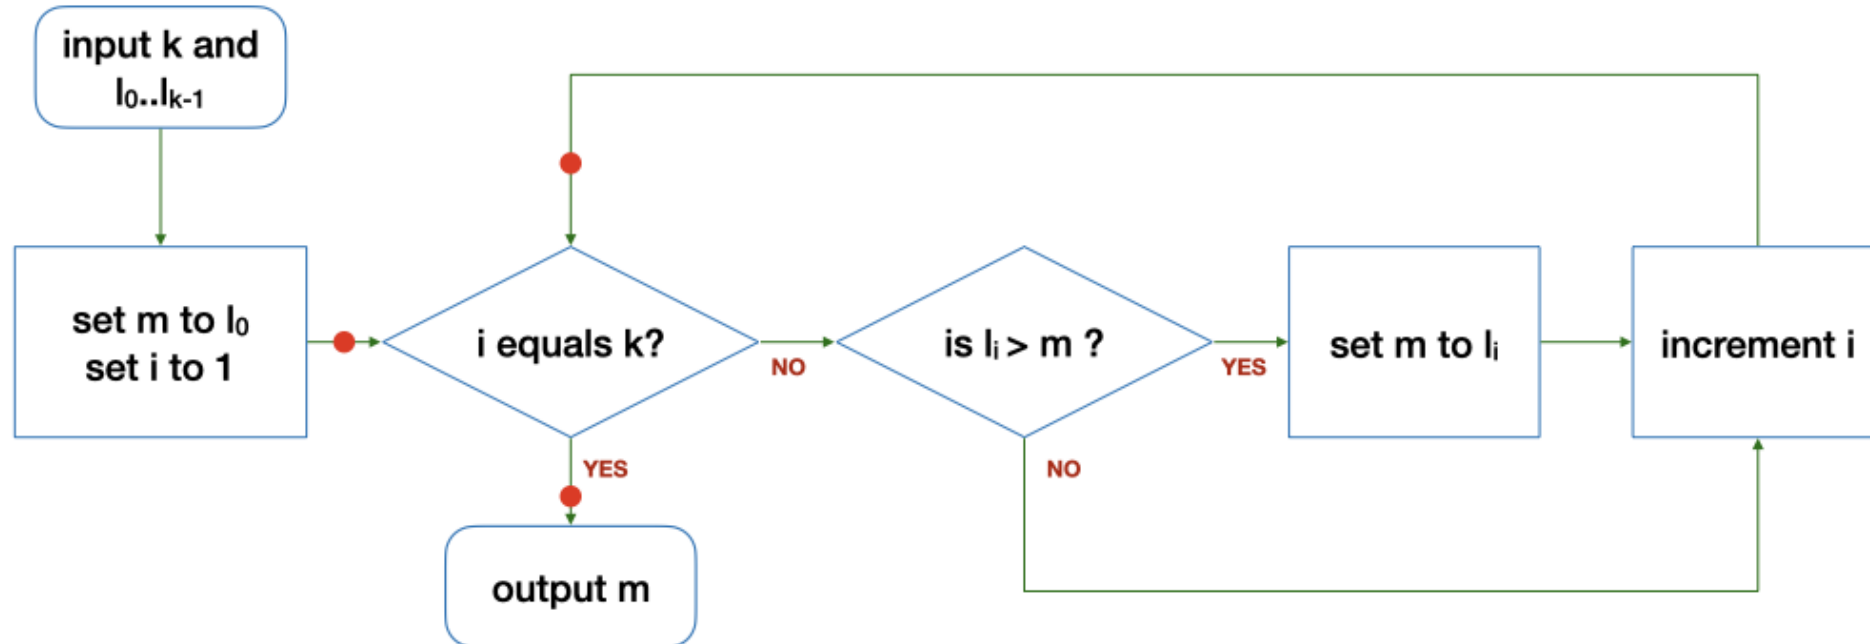 input k and
l₀..lₖ₋₁
set m to l₀
set i to 1
i equals k?
NO
is lᵢ > m ?
YES
set m to lᵢ
increment i
YES
NO
output m